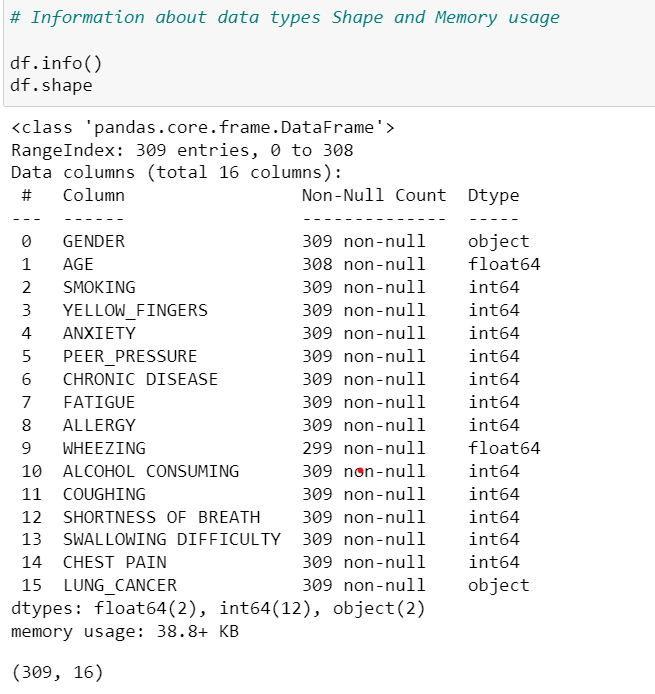 # Information about data types Shape and Memory usage
df.info()
df.shape
<class 'pandas.core.frame.DataFrame'>
RangeIndex: 309 entries, 0 to 308
Data columns (total 16 columns):
 #   Column                 Non-Null Count  Dtype
---  ------                 --------------  -----
 0   GENDER                 309 non-null    object
 1   AGE                    308 non-null    float64
 2   SMOKING                309 non-null    int64
 3   YELLOW_FINGERS         309 non-null    int64
 4   ANXIETY                309 non-null    int64
 5   PEER_PRESSURE          309 non-null    int64
 6   CHRONIC DISEASE        309 non-null    int64
 7   FATIGUE                309 non-null    int64
 8   ALLERGY                309 non-null    int64
 9   WHEEZING               299 non-null    float64
 10  ALCOHOL CONSUMING      309 non-null    int64
 11  COUGHING               309 non-null    int64
 12  SHORTNESS OF BREATH    309 non-null    int64
 13  SWALLOWING DIFFICULTY  309 non-null    int64
 14  CHEST PAIN             309 non-null    int64
 15  LUNG_CANCER            309 non-null    object
dtypes: float64(2), int64(12), object(2)
memory usage: 38.8+ KB
(309, 16)